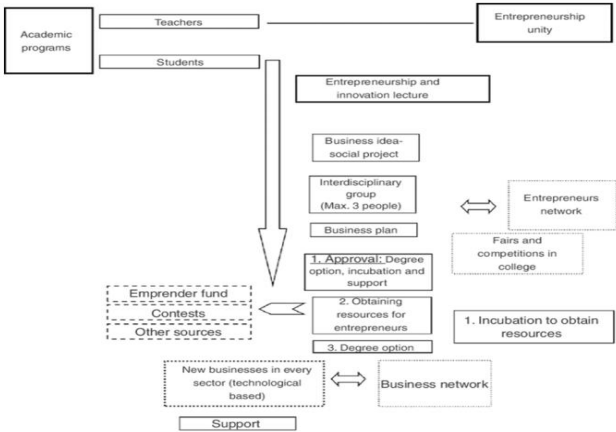 Academic
programs
Teachers
Entrepreneurship
unity
Students
Entrepreneurship and
innovation lecture
Business idea-
social project
Interdisciplinary
group
(Max. 3 people)
Entrepreneurs
network
Business plan
Fairs and
competitions in
college
1. Approval: Degree
option, incubation and
support
Emprender fund
Contests
Other sources
2. Obtaining
resources for
entrepreneurs
1. Incubation to obtain
resources
3. Degree option
New businesses in every
sector (technological
based)
Business network
Support